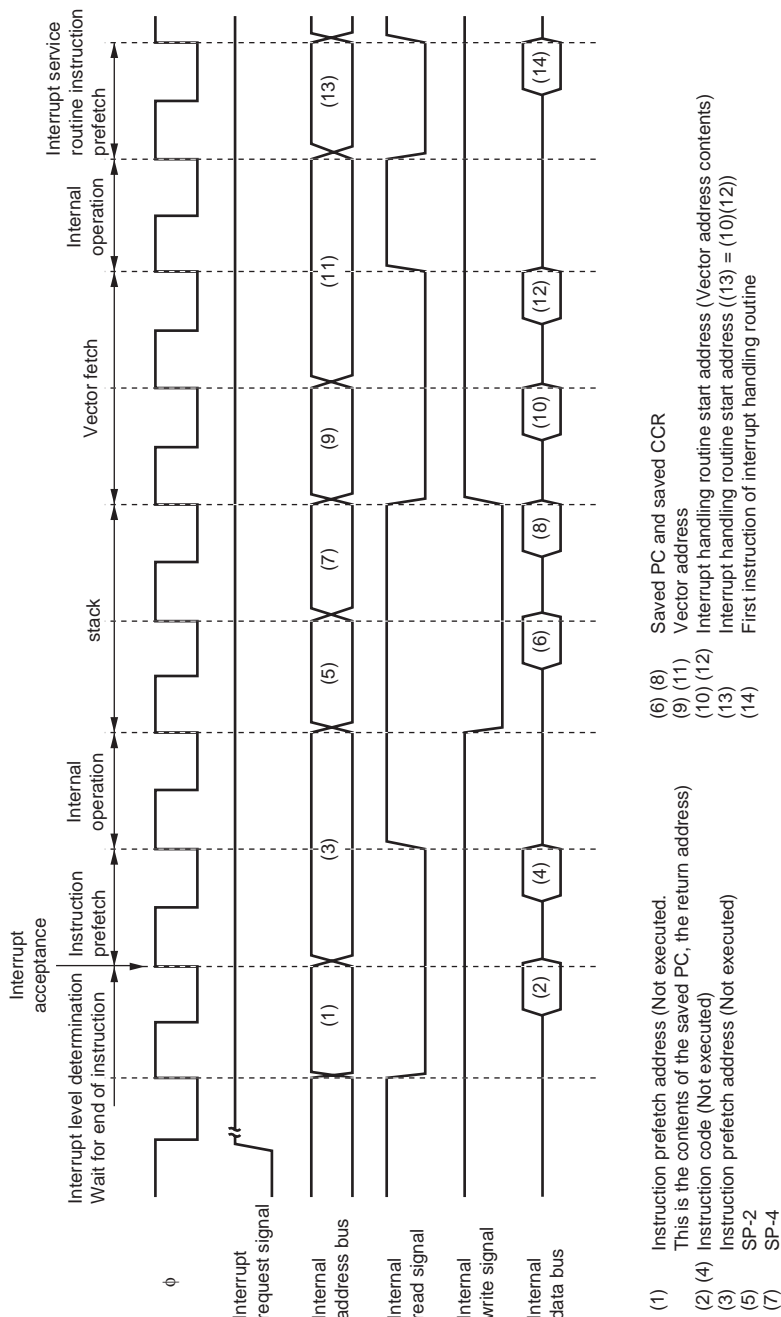 Interrupt
acceptance
Interrupt level determination
Wait for end of instruction
Instruction
prefetch
Internal
operation
stack
Vector fetch
Internal
operation
Interrupt service
routine instruction
prefetch
ϕ
Interrupt
request signal
Internal
address bus
(1)
(3)
(5)
(7)
(9)
(11)
(13)
Internal
read signal
Internal
write signal
Internal
data bus
(2)
(4)
(6)
(8)
(10)
(12)
(14)
(1) Instruction prefetch address (Not executed.
This is the contents of the saved PC, the return address)
(2) (4) Instruction code (Not executed)
(3) Instruction prefetch address (Not executed)
(5) SP-2
(7) SP-4
(6) (8) Saved PC and saved CCR
(9) (11) Vector address
(10) (12) Interrupt handling routine start address (Vector address contents)
(13) Interrupt handling routine start address ((13) = (10)(12))
(14) First instruction of interrupt handling routine